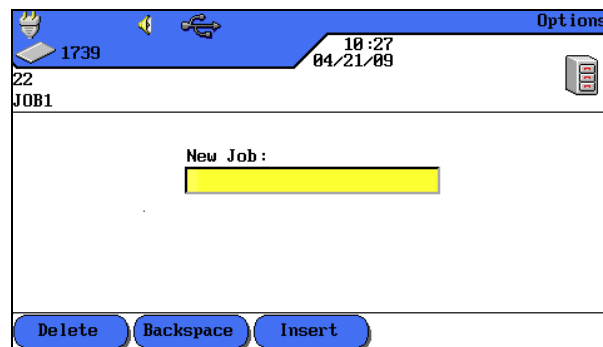 Options
1739
10:27
04/21/09
22
JOB1
New Job:
Delete Backspace Insert